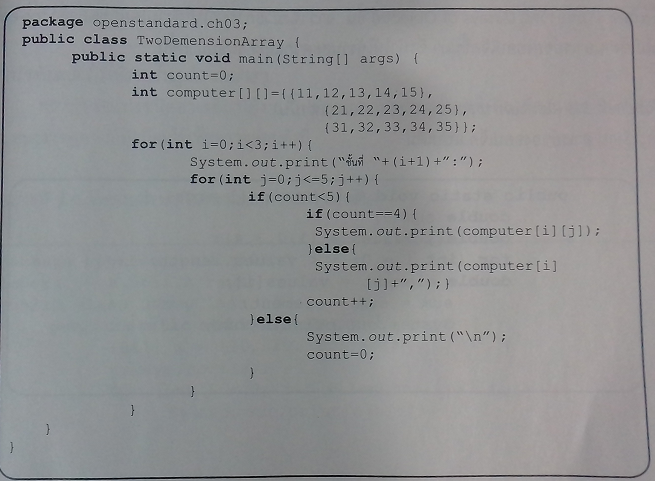 package openstandard.ch03;
public class TwoDemensionArray {
public static void main(String[] args) {
int count=0;
int computer[][]={{11,12,13,14,15},
{21,22,23,24,25},
{31,32,33,34,35}};
for(int i=0;i<3;i++){
System.out.print("ชั้นที่ "+(i+1)+":");
for(int j=0;j<=5;j++){
if(count<5){
if(count==4){
System.out.print(computer[i][j]);
}else{
System.out.print(computer[i]
[j]+",");}
count++;
}else{
System.out.print("\n");
count=0;
}
}
}
}
}